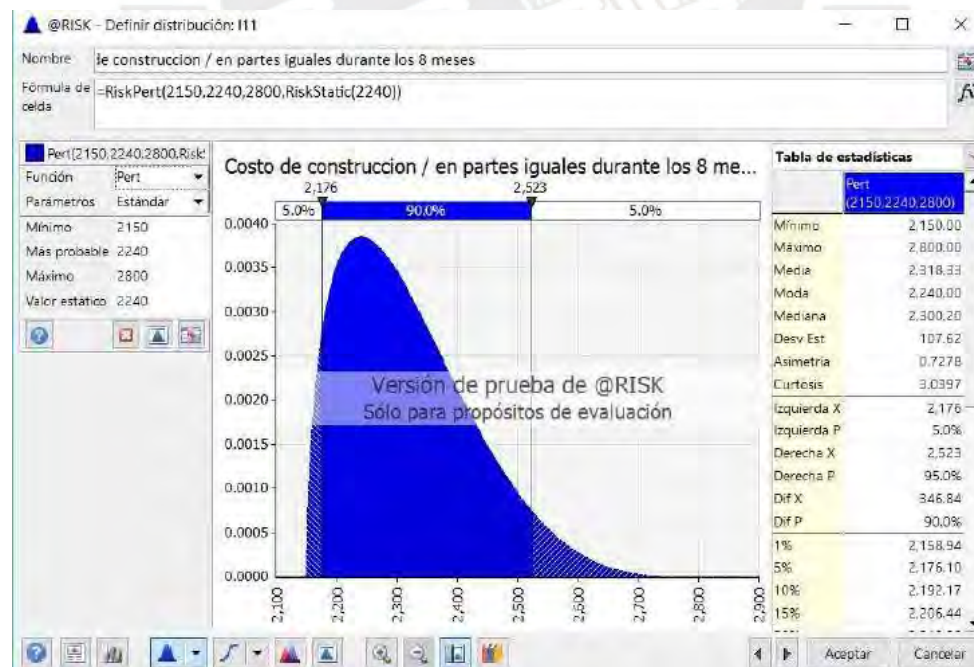 @RISK - Definir distribución: I11
Nombre
le construccion / en partes iguales durante los 8 meses
Fórmula de celda
=RiskPert(2150,2240,2800,RiskStatic(2240))
Pert(2150,2240,2800,Risk
Función Pert
Parámetros Estándar
Mínimo 2150
Más probable 2240
Máximo 2800
Valor estático 2240
Costo de construccion / en partes iguales durante los 8 me...
2,176 2,523
5.0% 90.0% 5.0%
0.0040
0.0035
0.0030
0.0025
0.0020
0.0015
0.0010
0.0005
0.0000
2,100 2,200 2,300 2,400 2,500 2,600 2,700 2,800 2,900
Versión de prueba de @RISK
Sólo para propósitos de evaluación
Tabla de estadísticas
Pert
(2150,2240,2800)
Mínimo 2,150.00
Máximo 2,800.00
Media 2,318.33
Moda 2,240.00
Mediana 2,300.20
Desv Est 107.62
Asimetría 0.7278
Curtosis 3.0397
Izquierda X 2,176
Izquierda P 5.0%
Derecha X 2,523
Derecha P 95.0%
Dif X 346.84
Dif P 90.0%
1% 2,158.94
5% 2,176.10
10% 2,192.17
15% 2,206.44
Aceptar Cancelar